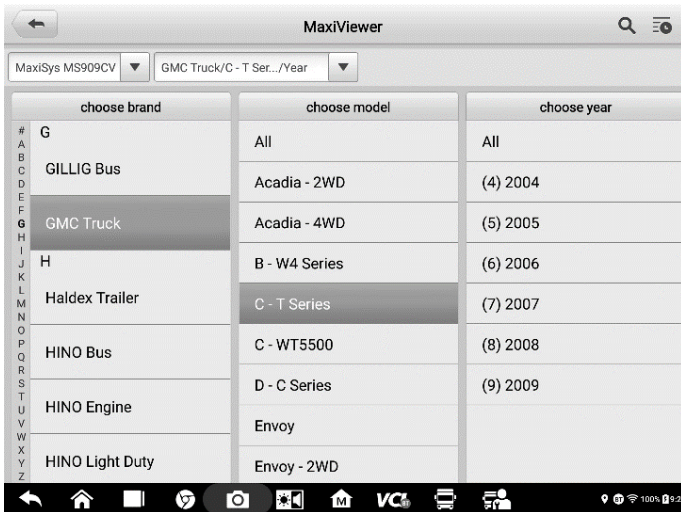 MaxiViewer
MaxiSys MS909CV
GMC Truck/C - T Ser.../Year
choose brand
#
A
B
C
D
E
F
G
H
I
J
K
L
M
N
O
P
Q
R
S
T
U
V
W
X
Y
Z
G
GILLIG Bus
GMC Truck
H
Haldex Trailer
HINO Bus
HINO Engine
HINO Light Duty
choose model
All
Acadia - 2WD
Acadia - 4WD
B - W4 Series
C - T Series
C - WT5500
D - C Series
Envoy
Envoy - 2WD
choose year
All
(4) 2004
(5) 2005
(6) 2006
(7) 2007
(8) 2008
(9) 2009
M
VCI
BT
100%